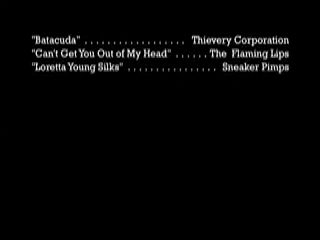 "Batacuda" . . . . . . . . . . . . . . . . . . Thievery Corporation
"Can't Get You Out of My Head" . . . . . . The Flaming Lips
"Loretta Young Silks" . . . . . . . . . . . . . . . . Sneaker Pimps